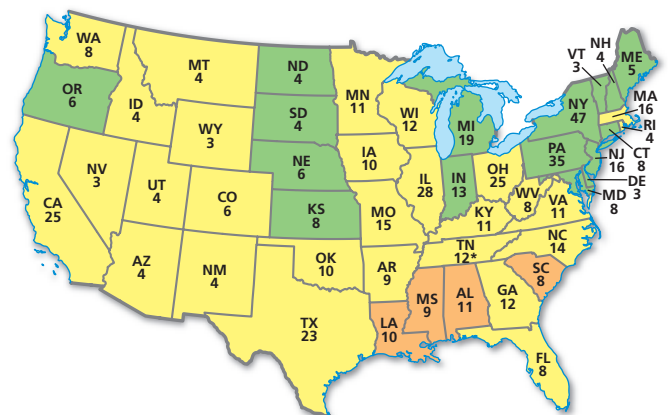 WA
8
OR
6
CA
25
NV
3
ID
4
MT
4
WY
3
UT
4
AZ
4
CO
6
NM
4
ND
4
SD
4
NE
6
KS
8
OK
10
TX
23
MN
11
IA
10
MO
15
AR
9
LA
10
WI
12
IL
28
MI
19
IN
13
OH
25
KY
11
TN
12*
MS
9
AL
11
GA
12
FL
8
SC
8
NC
14
VA
11
WV
8
PA
35
NY
47
VT
3
NH
4
ME
5
MA
16
RI
4
CT
8
NJ
16
DE
3
MD
8